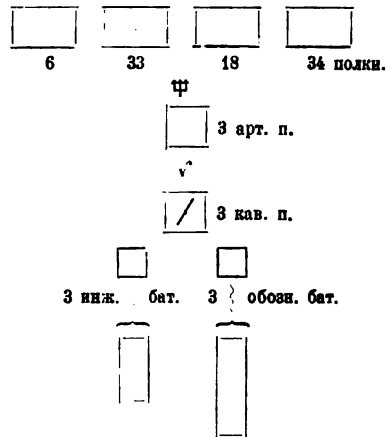 6 33 18 34 полки.
3 арт. п.
3 кав. п.
3 инж. бат. 3 обозн. бат.